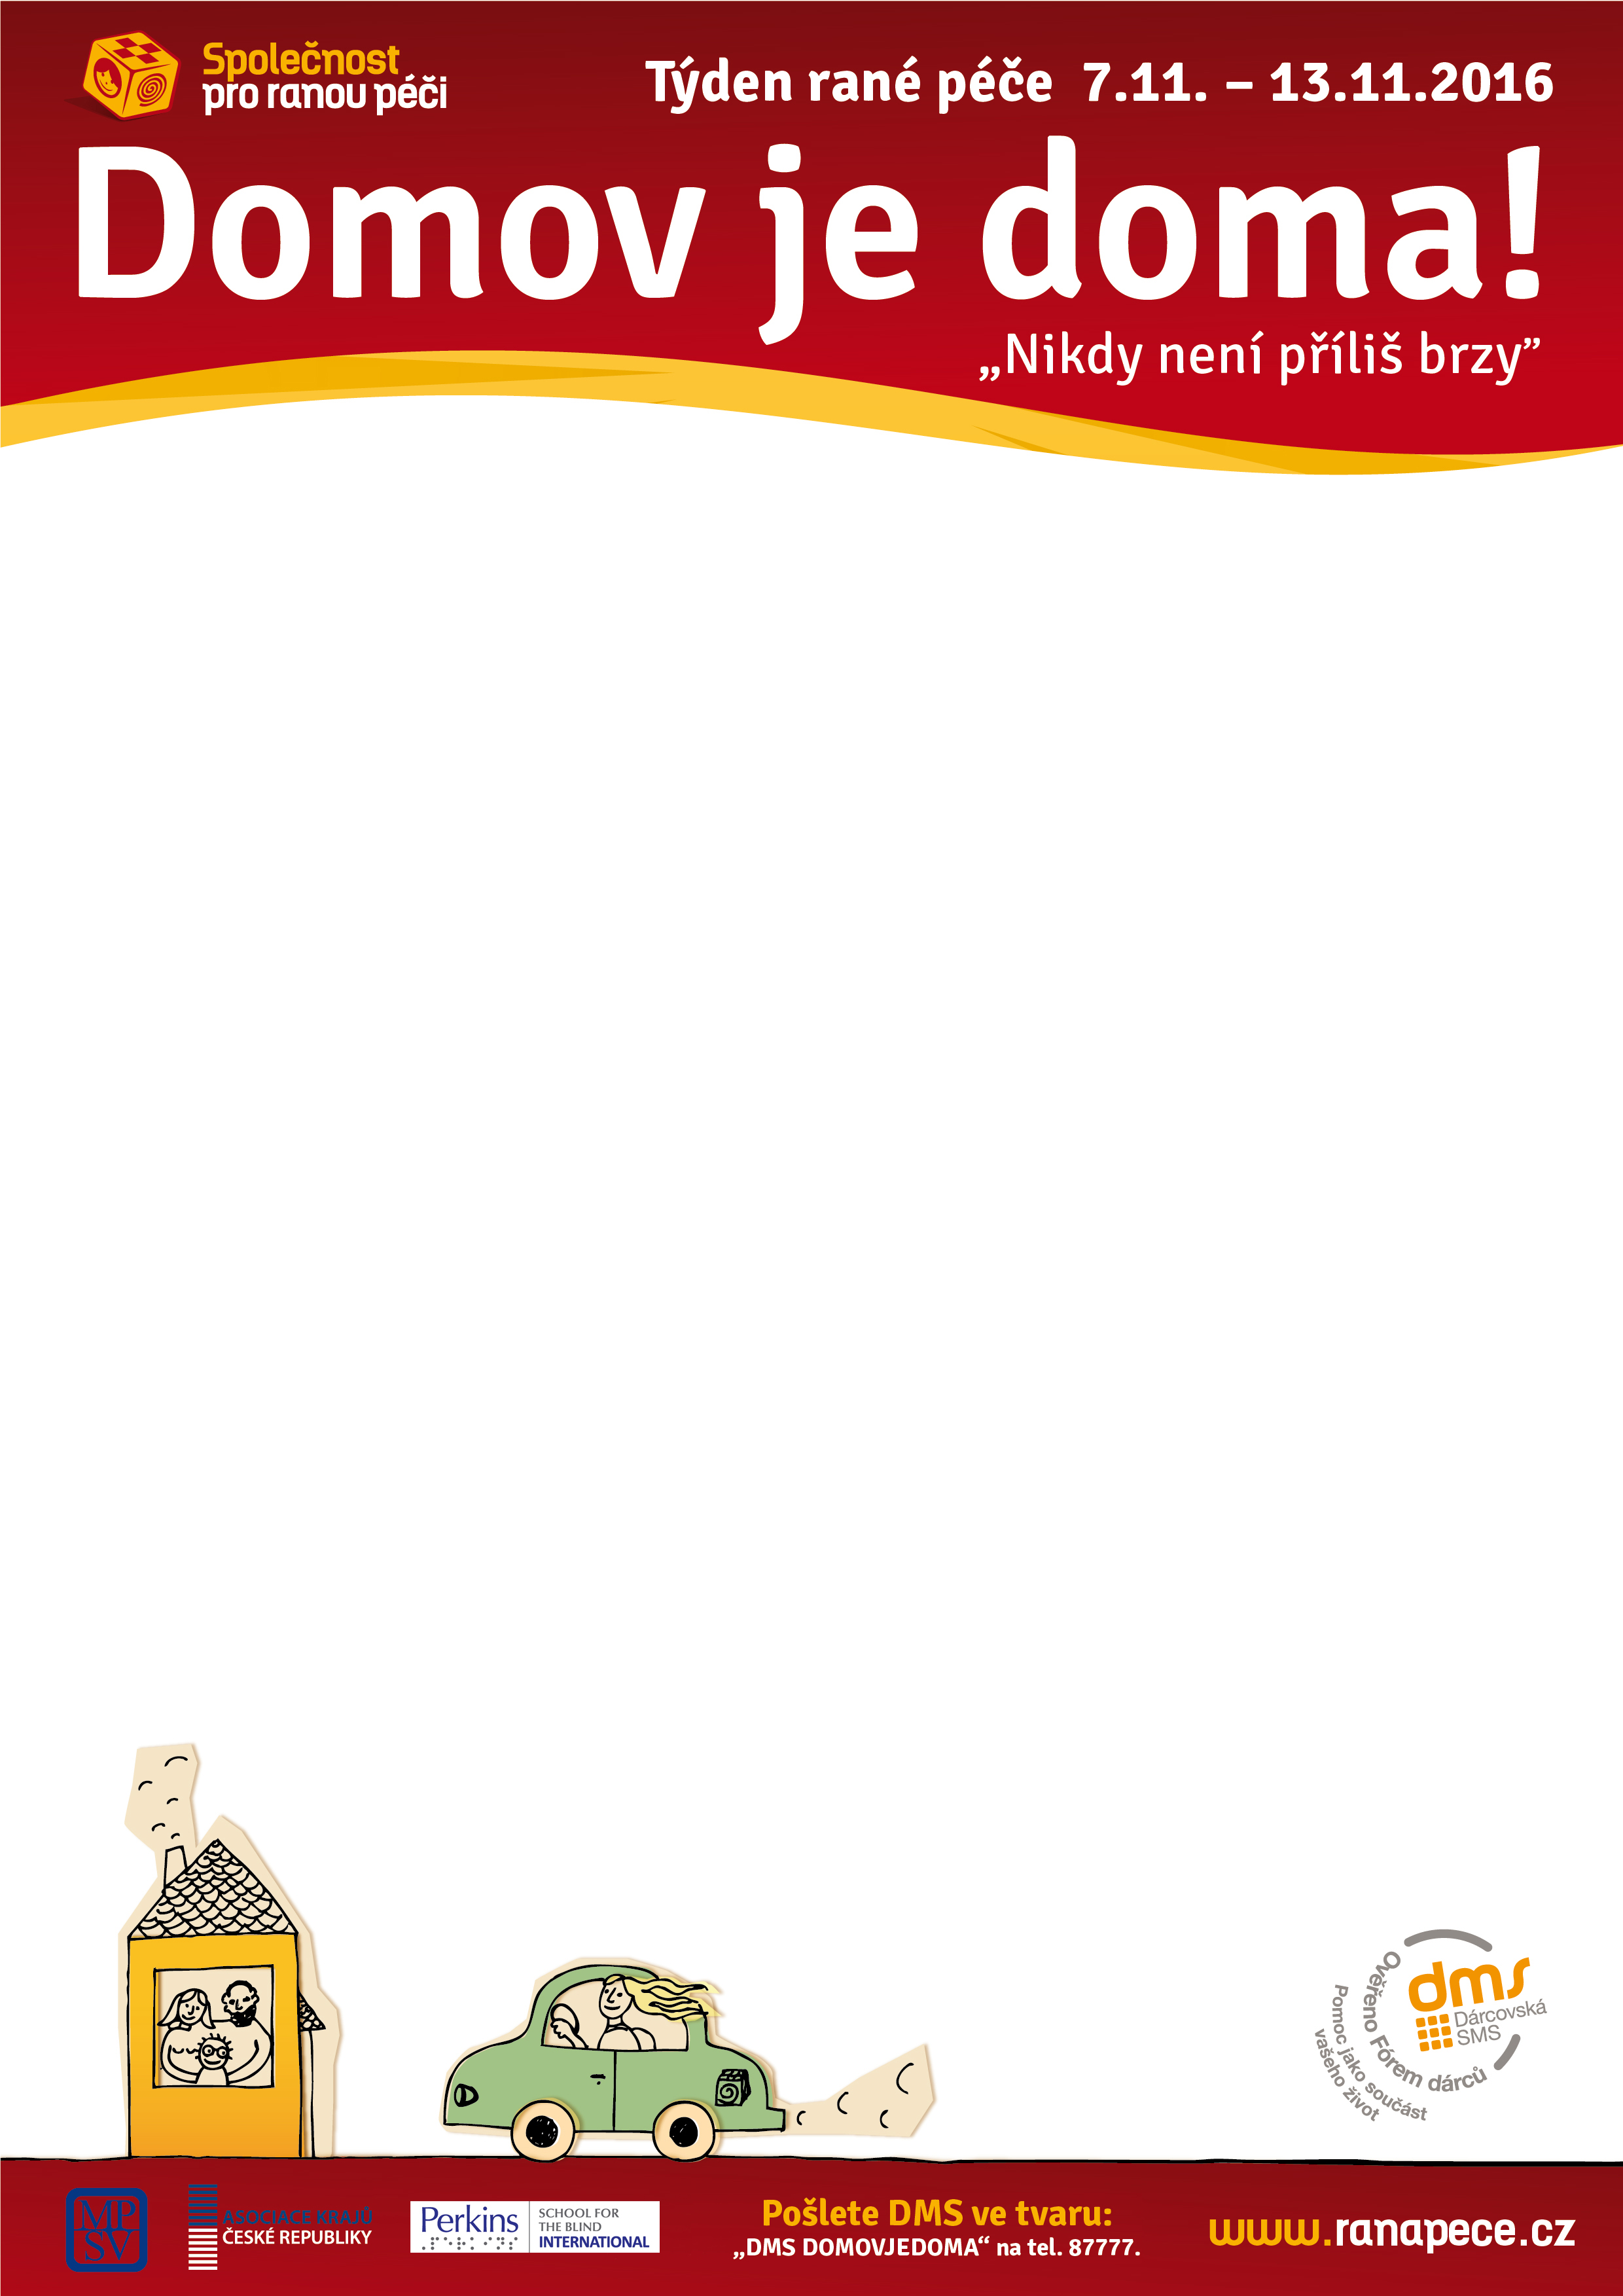 Společnost
pro ranou péči
Týden rané péče 7.11. – 13.11.2016
Domov je doma!
„Nikdy není příliš brzy”
dms
Dárcovská
SMS
Ověřeno Fórem dárců
Pomoc jako součást
vašeho život
MP
SV
ASOCIACE KRAJŮ
ČESKÉ REPUBLIKY
Perkins
SCHOOL FOR
THE BLIND
INTERNATIONAL
Pošlete DMS ve tvaru:
„DMS DOMOVJEDOMA“ na tel. 87777.
www.ranapece.cz